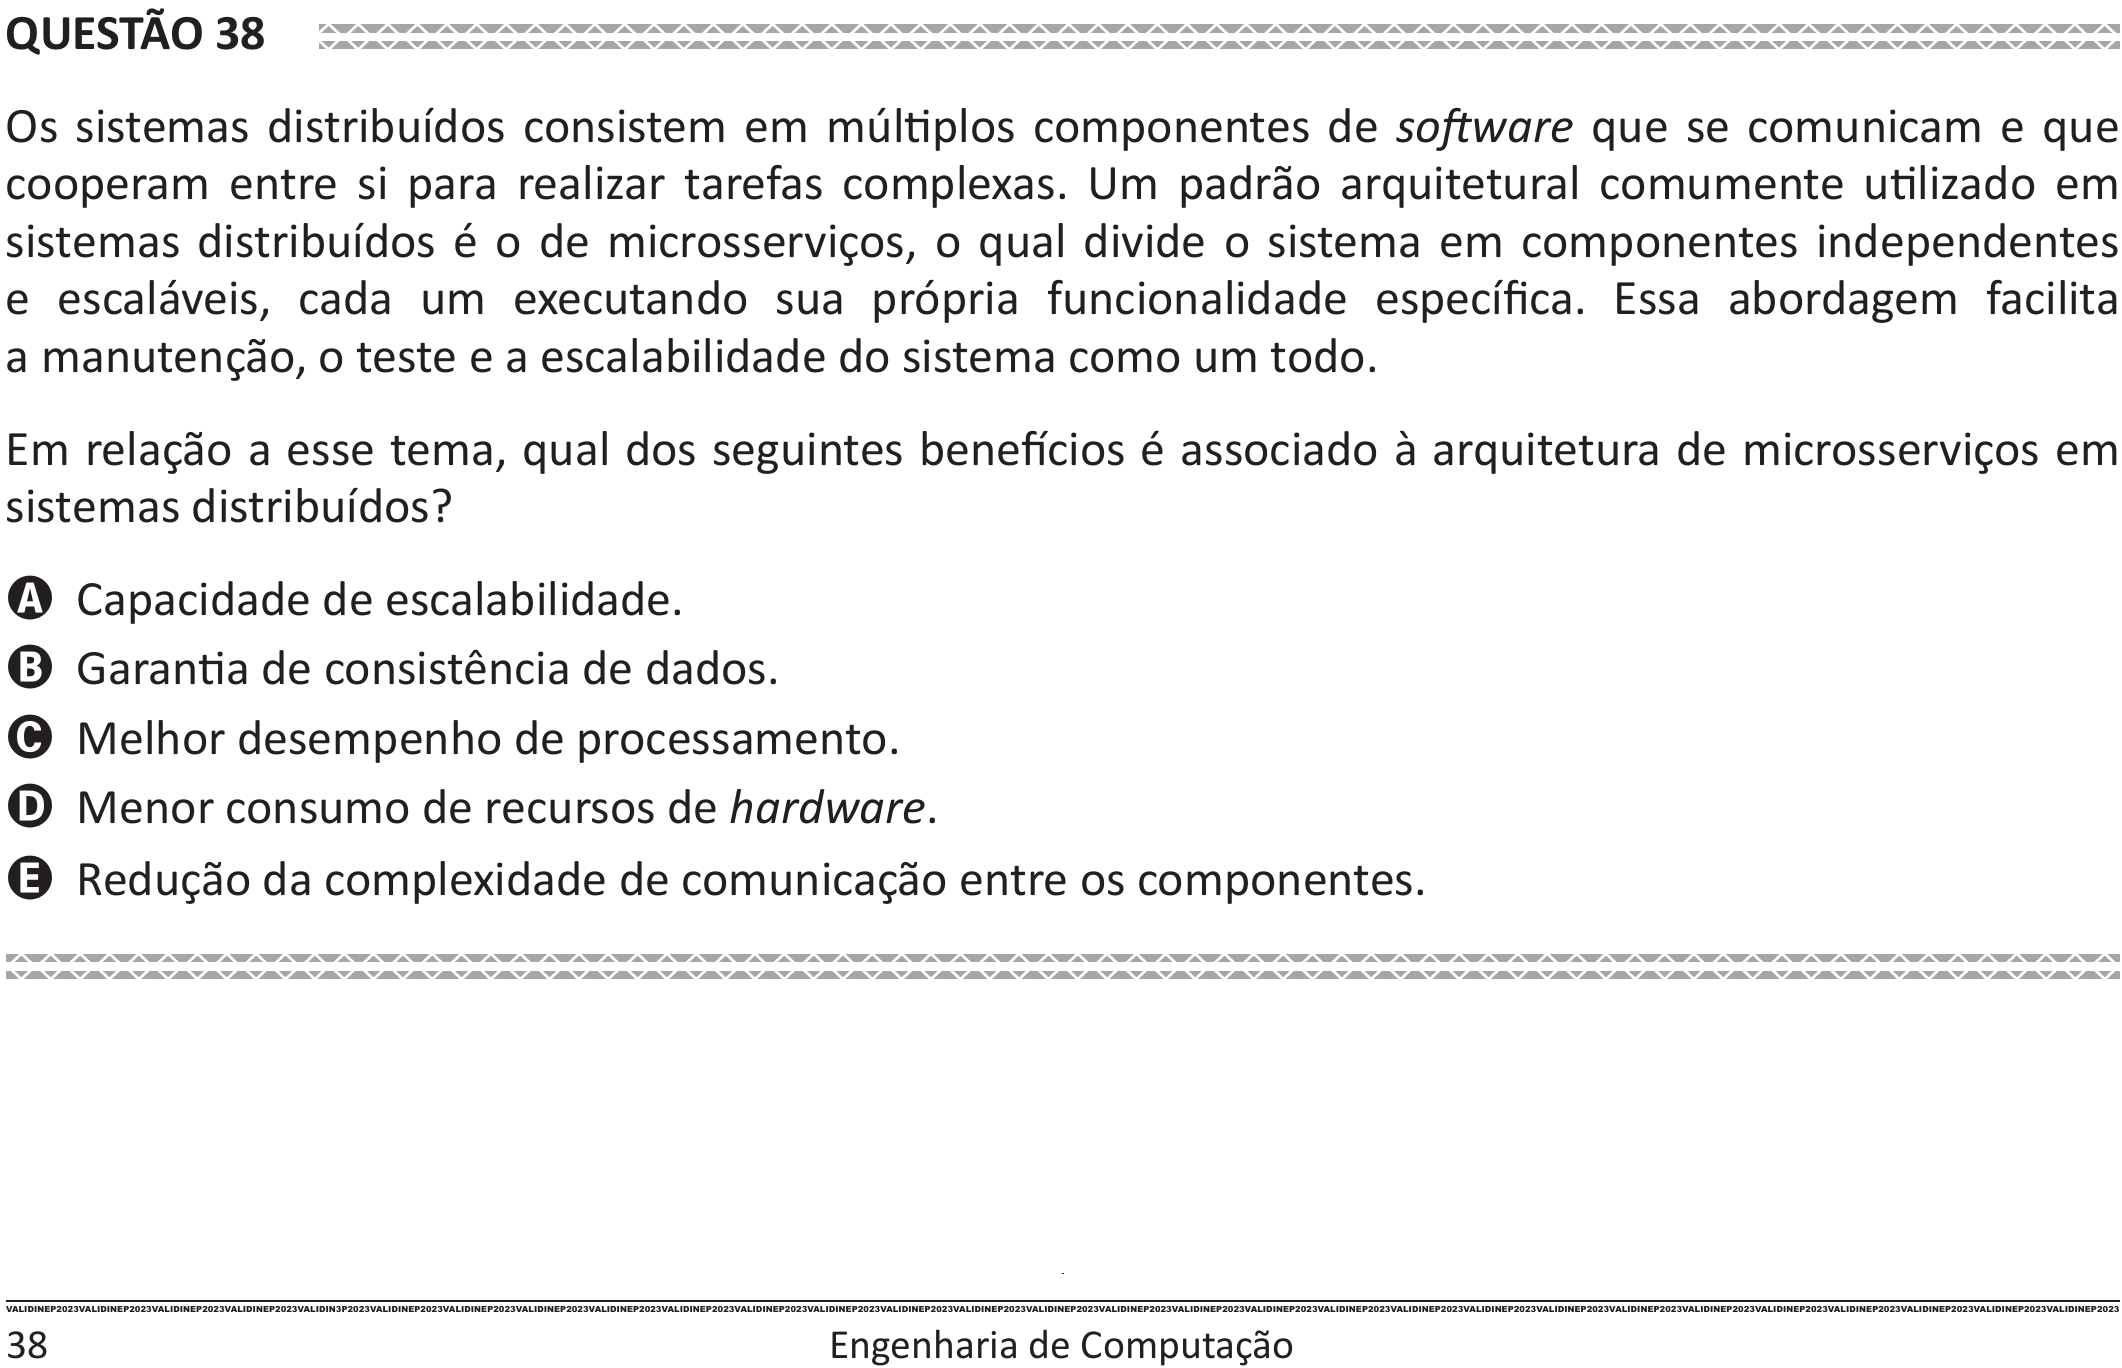 QUESTÃO 38
Os sistemas distribuídos consistem em múltiplos componentes de software que se comunicam e que
cooperam entre si para realizar tarefas complexas. Um padrão arquitetural comumente utilizado em
sistemas distribuídos é o de microsserviços, o qual divide o sistema em componentes independentes
e escaláveis, cada um executando sua própria funcionalidade específica. Essa abordagem facilita
a manutenção, o teste e a escalabilidade do sistema como um todo.
Em relação a esse tema, qual dos seguintes benefícios é associado à arquitetura de microsserviços em
sistemas distribuídos?
A Capacidade de escalabilidade.
B Garantia de consistência de dados.
C Melhor desempenho de processamento.
D Menor consumo de recursos de hardware.
E Redução da complexidade de comunicação entre os componentes.
VALIDINEP2023VALIDINEP2023VALIDINEP2023VALIDINEP2023VALIDIN3P2023VALIDINEP2023VALIDINEP2023VALIDINEP2023VALIDINEP2023VALIDINEP2023VALIDINEP2023VALIDINEP2023VALIDINEP2023VALIDINEP2023VALIDINEP2023VALIDINEP2023VALIDINEP2023VALIDINEP2023VALIDINEP2023VALIDINEP2023VALIDINEP2023VALIDINEP2023VALIDINEP2023VALIDINEP2023VALIDINEP2023VALIDINEP2023VALIDINEP2023VALIDINEP2023VALIDINEP2023
38
Engenharia de Computação